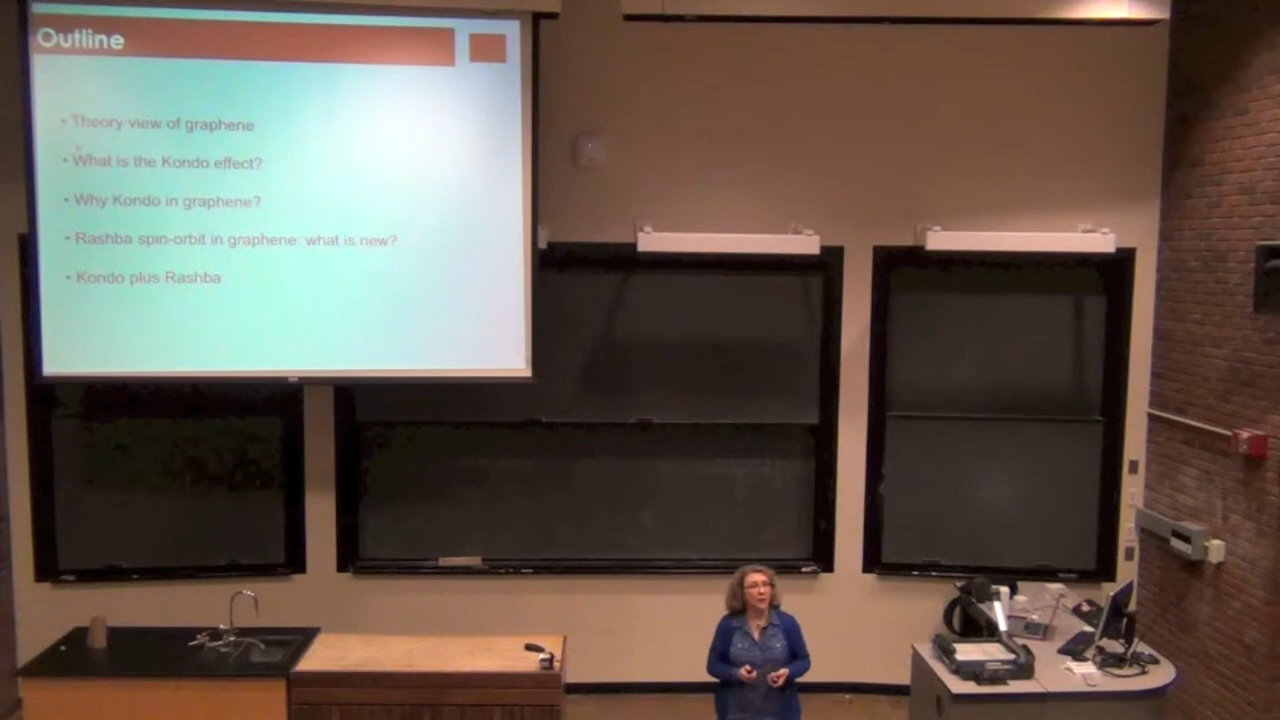 Outline
• Theory view of graphene
• What is the Kondo effect?
• Why Kondo in graphene?
• Rashba spin-orbit in graphene: what is new?
• Kondo plus Rashba